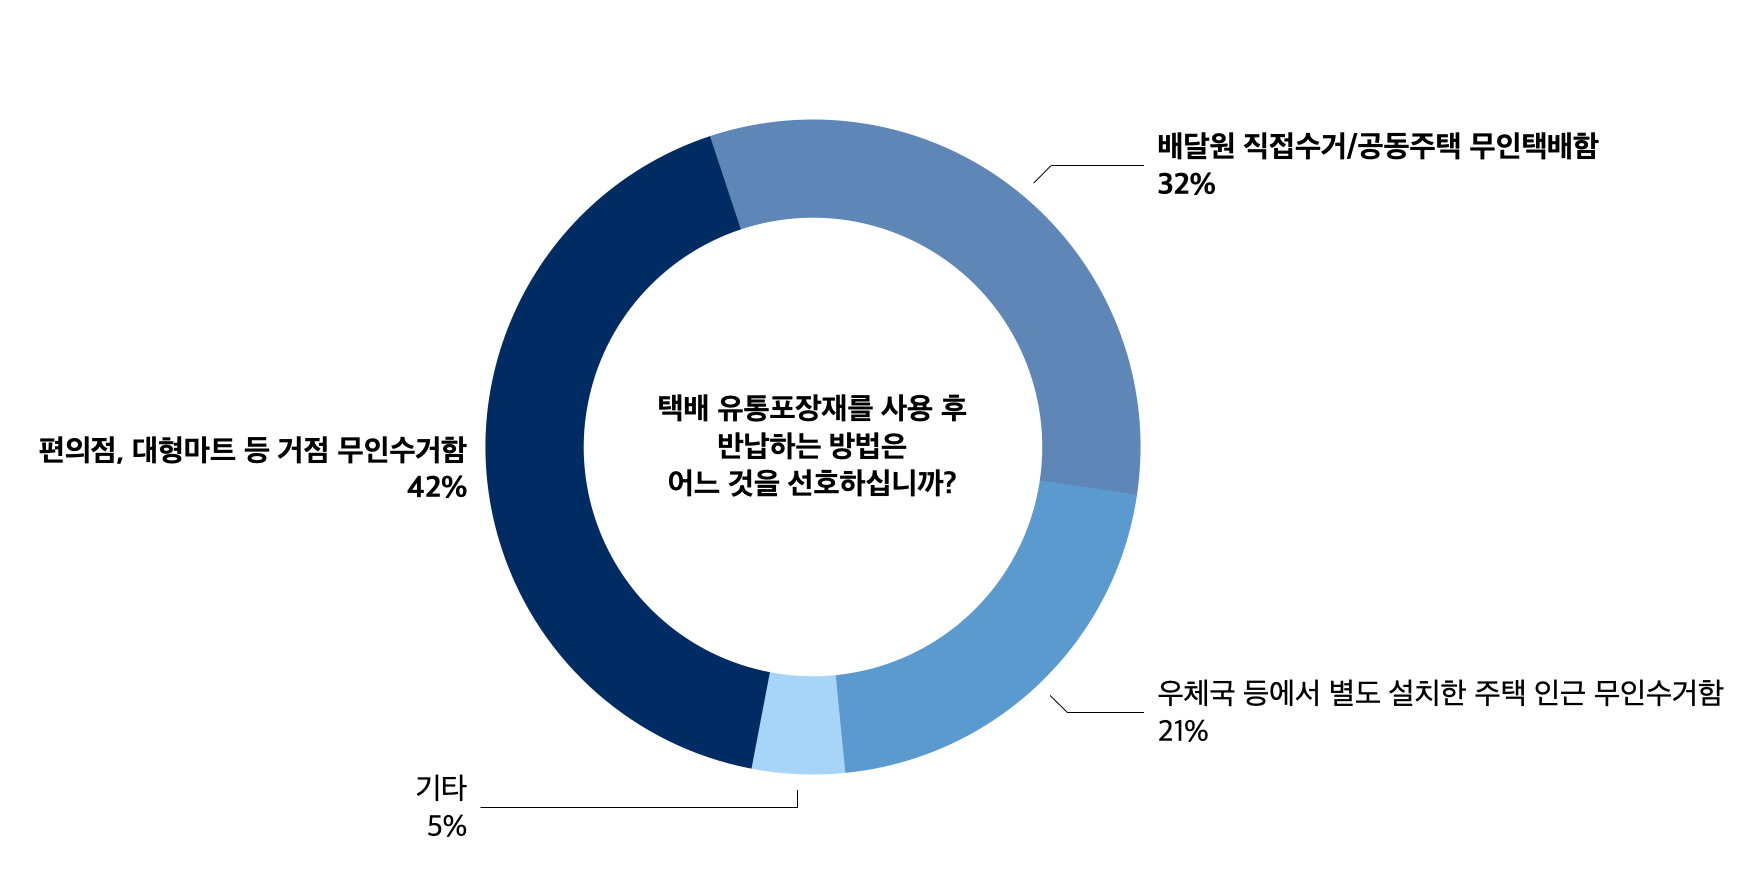 배달원 직접수거/공동주택 무인택배함
32%
택배 유통포장재를 사용 후
반납하는 방법은
어느 것을 선호하십니까?
편의점, 대형마트 등 거점 무인수거함
42%
우체국 등에서 별도 설치한 주택 인근 무인수거함
21%
기타
5%